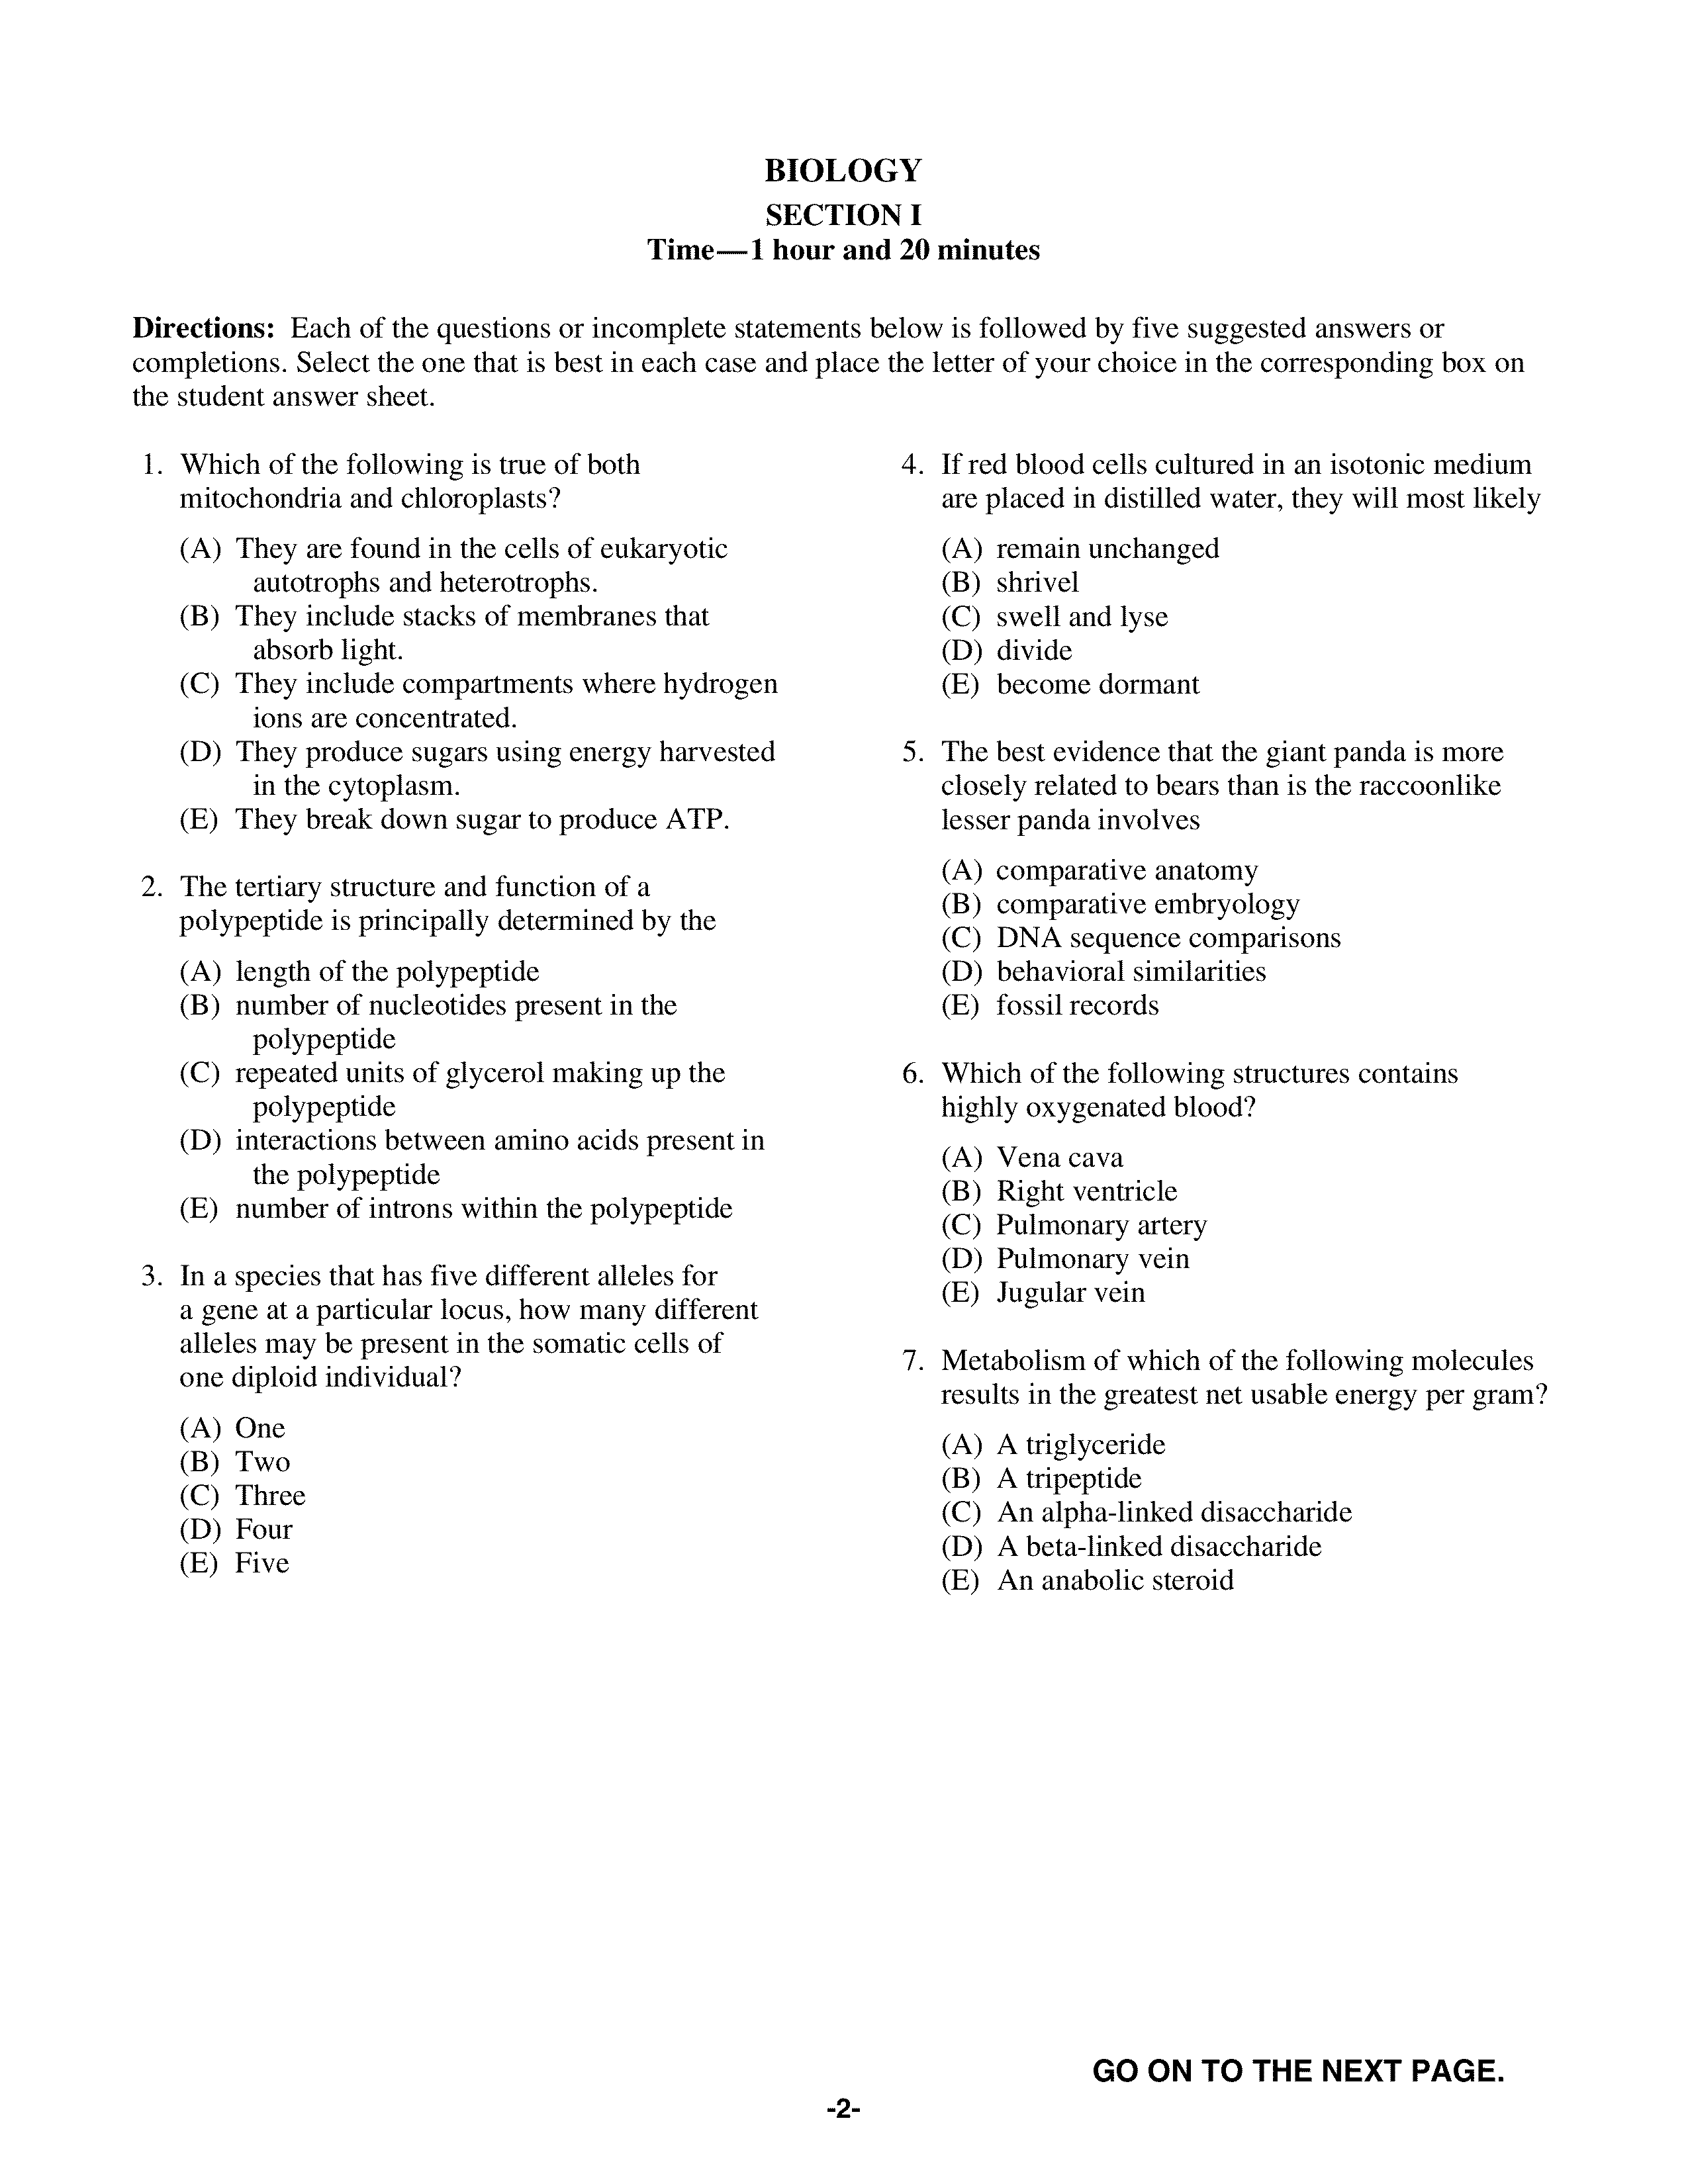 BIOLOGY
SECTION I
Time—1 hour and 20 minutes
Directions: Each of the questions or incomplete statements below is followed by five suggested answers or
completions. Select the one that is best in each case and place the letter of your choice in the corresponding box on
the student answer sheet.
1. Which of the following is true of both
mitochondria and chloroplasts?
(A) They are found in the cells of eukaryotic
autotrophs and heterotrophs.
(B) They include stacks of membranes that
absorb light.
(C) They include compartments where hydrogen
ions are concentrated.
(D) They produce sugars using energy harvested
in the cytoplasm.
(E) They break down sugar to produce ATP.
2. The tertiary structure and function of a
polypeptide is principally determined by the
(A) length of the polypeptide
(B) number of nucleotides present in the
polypeptide
(C) repeated units of glycerol making up the
polypeptide
(D) interactions between amino acids present in
the polypeptide
(E) number of introns within the polypeptide
3. In a species that has five different alleles for
a gene at a particular locus, how many different
alleles may be present in the somatic cells of
one diploid individual?
(A) One
(B) Two
(C) Three
(D) Four
(E) Five
4. If red blood cells cultured in an isotonic medium
are placed in distilled water, they will most likely
(A) remain unchanged
(B) shrivel
(C) swell and lyse
(D) divide
(E) become dormant
5. The best evidence that the giant panda is more
closely related to bears than is the raccoonlike
lesser panda involves
(A) comparative anatomy
(B) comparative embryology
(C) DNA sequence comparisons
(D) behavioral similarities
(E) fossil records
6. Which of the following structures contains
highly oxygenated blood?
(A) Vena cava
(B) Right ventricle
(C) Pulmonary artery
(D) Pulmonary vein
(E) Jugular vein
7. Metabolism of which of the following molecules
results in the greatest net usable energy per gram?
(A) A triglyceride
(B) A tripeptide
(C) An alpha-linked disaccharide
(D) A beta-linked disaccharide
(E) An anabolic steroid
GO ON TO THE NEXT PAGE.
-2-